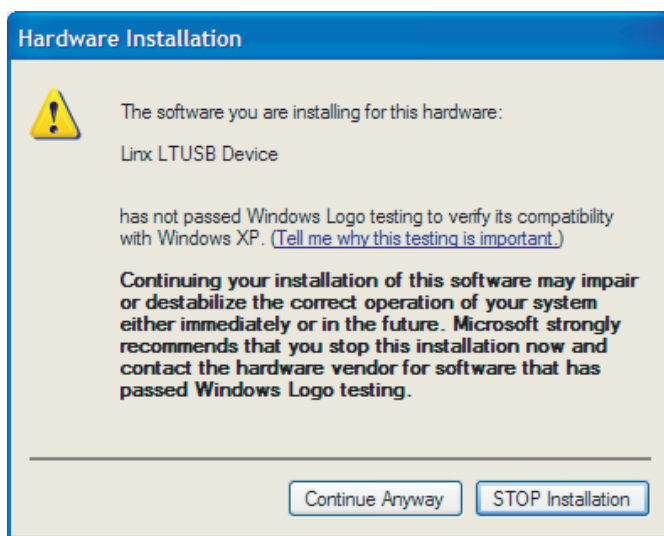 Hardware Installation
The software you are installing for this hardware:
Linx LTUSB Device
has not passed Windows Logo testing to verify its compatibility
with Windows XP. (Tell me why this testing is important.)
Continuing your installation of this software may impair
or destabilize the correct operation of your system
either immediately or in the future. Microsoft strongly
recommends that you stop this installation now and
contact the hardware vendor for software that has
passed Windows Logo testing.
Continue Anyway STOP Installation